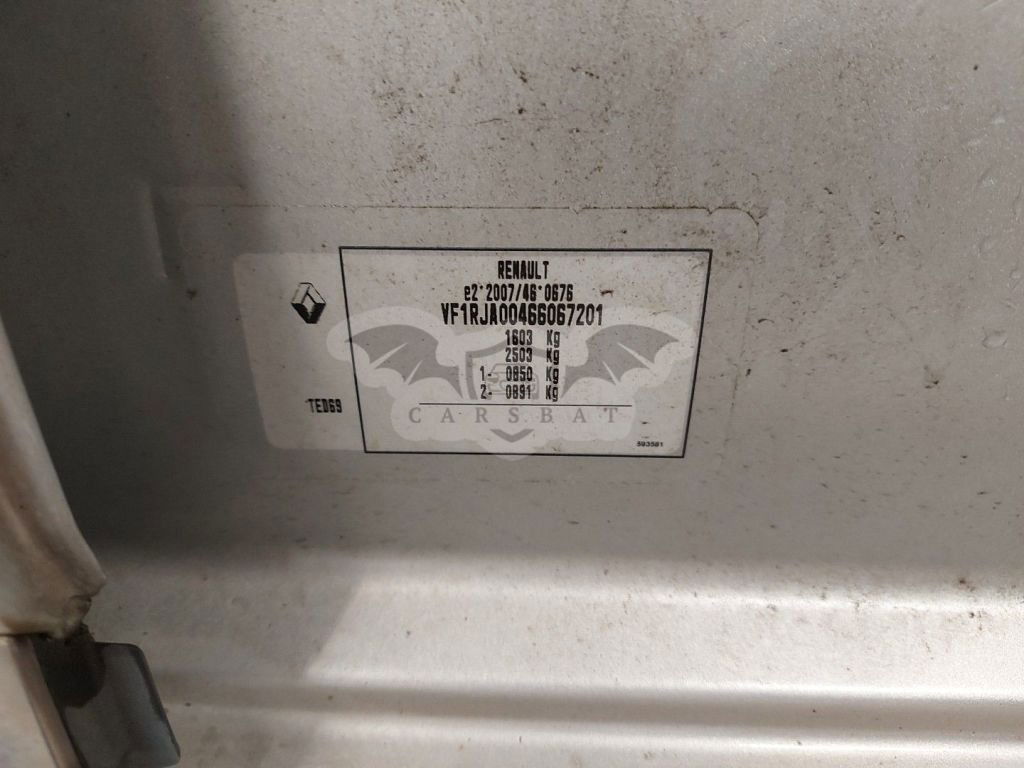 RENAULT
e2*2007/46*0676
VF1RJA00466067201
1603 Kg
2503 Kg
1- 0850 Kg
2- 0891 Kg
CARSBAT
TED69
593581